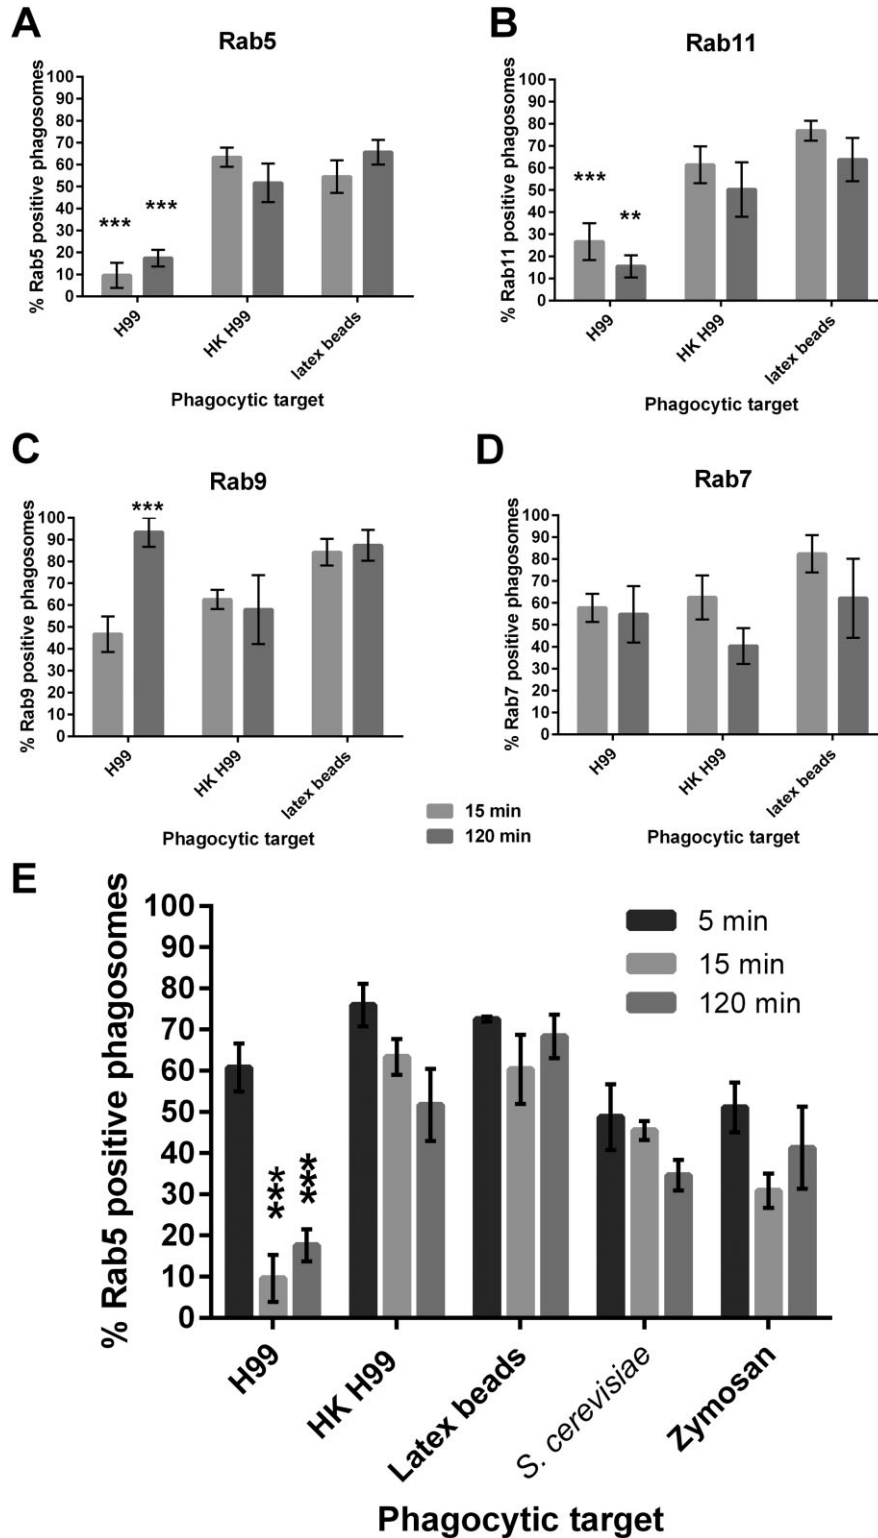 A
Rab5
% Rab5 positive phagosomes
100
90
80
70
60
50
40
30
20
10
0
***
***
H99
HK H99
latex beads
Phagocytic target
B
Rab11
% Rab11 positive phagosomes
100
90
80
70
60
50
40
30
20
10
0
***
**
H99
HK H99
latex beads
Phagocytic target
C
Rab9
% Rab9 positive phagosomes
100
90
80
70
60
50
40
30
20
10
0
***
H99
HK H99
latex beads
Phagocytic target
D
Rab7
% Rab7 positive phagosomes
100
90
80
70
60
50
40
30
20
10
0
H99
HK H99
latex beads
Phagocytic target
15 min
120 min
E
% Rab5 positive phagosomes
100
90
80
70
60
50
40
30
20
10
0
5 min
15 min
120 min
***
***
H99
HK H99
Latex beads
S. cerevisiae
Zymosan
Phagocytic target